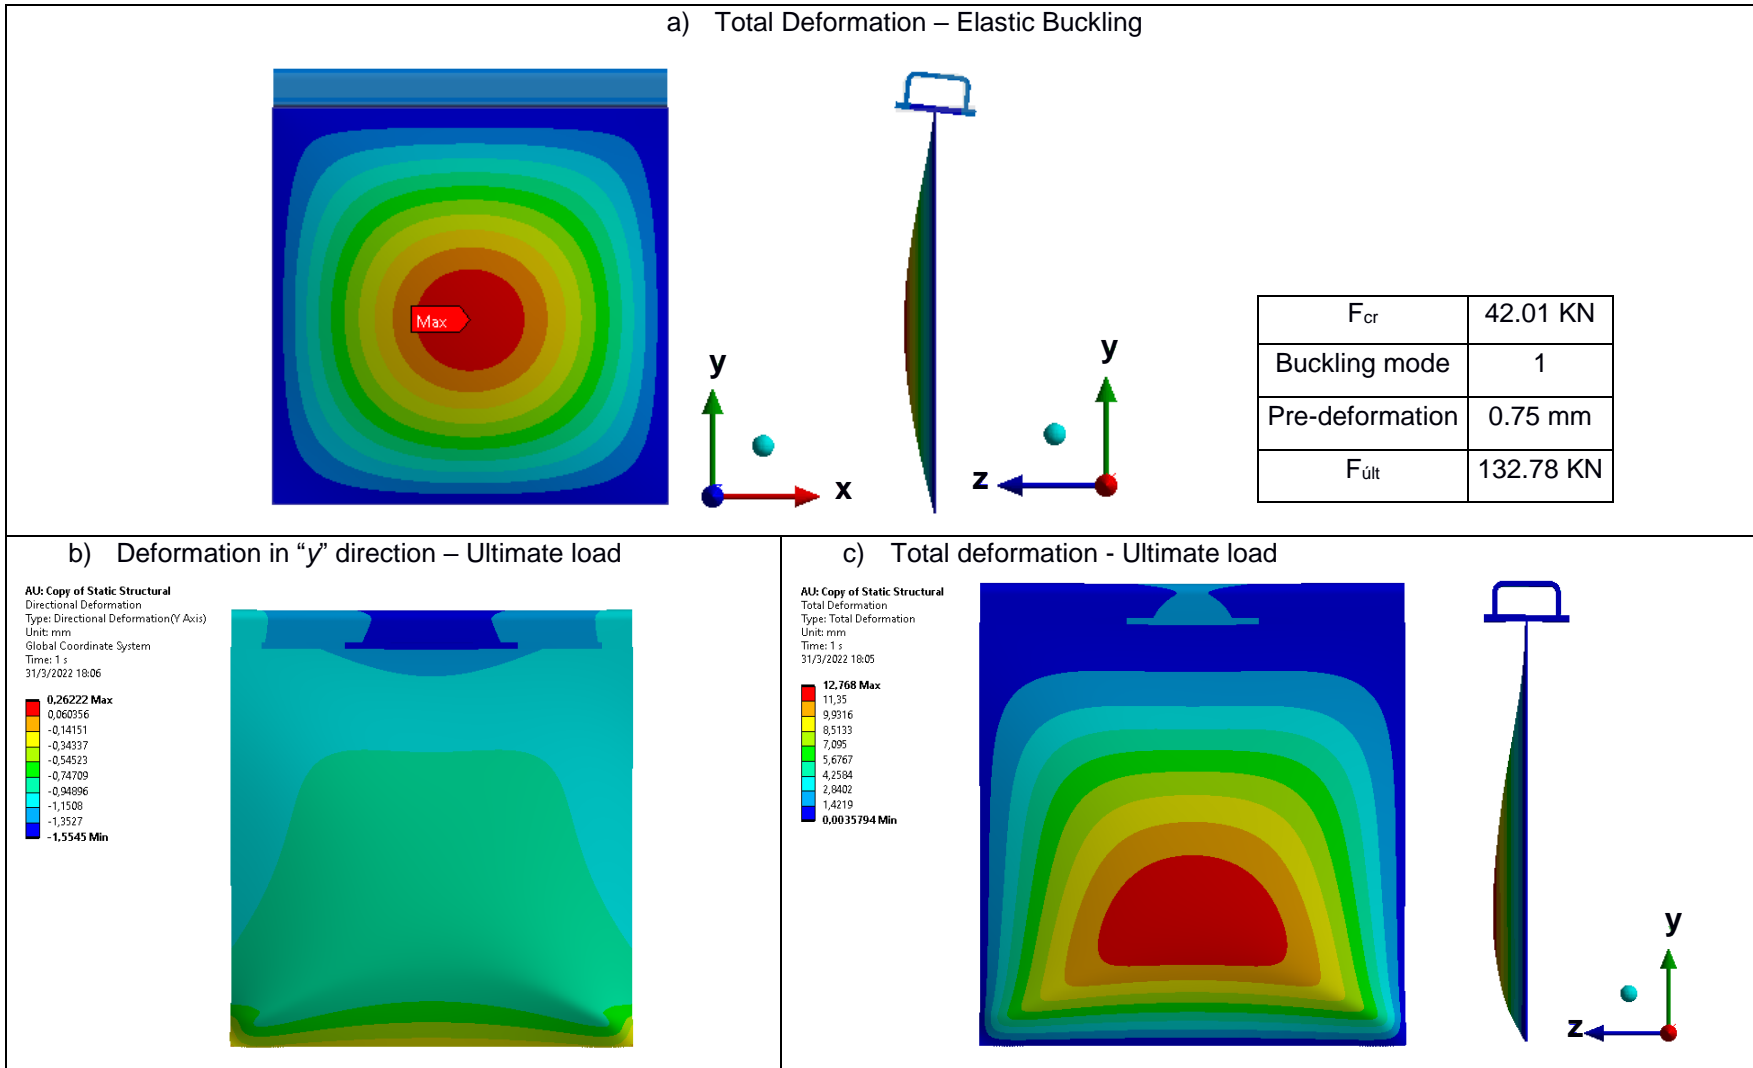 a) Total Deformation – Elastic Buckling
Max
y
x
y
z
Fcr 42.01 KN
Buckling mode 1
Pre-deformation 0.75 mm
Fúlt 132.78 KN
b) Deformation in “y” direction – Ultimate load
AU: Copy of Static Structural
Directional Deformation
Type: Directional Deformation(Y Axis)
Unit: mm
Global Coordinate System
Time: 1 s
31/3/2022 18:06
0,26222 Max
0,060356
-0,14151
-0,34337
-0,54523
-0,74709
-0,94896
-1,1508
-1,3527
-1,5545 Min
c) Total deformation - Ultimate load
AU: Copy of Static Structural
Total Deformation
Type: Total Deformation
Unit: mm
Time: 1 s
31/3/2022 18:05
12,768 Max
11,35
9,9316
8,5133
7,095
5,6767
4,2584
2,8402
1,4219
0,0035794 Min
y
z